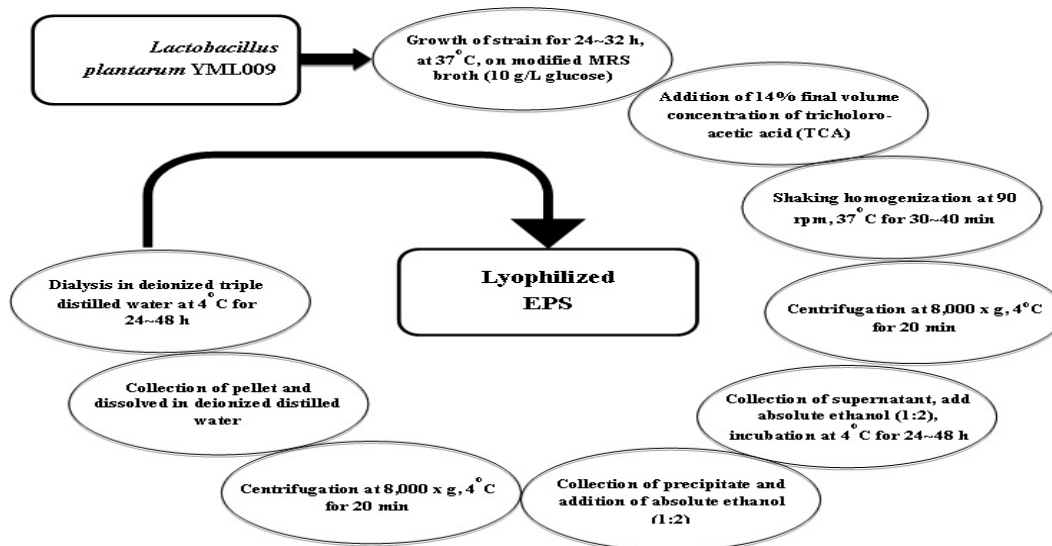 Lactobacillus
plantarum YML009
Growth of strain for 24~32 h,
at 37°C, on modified MRS
broth (10 g/L glucose)
Addition of 14% final volume
concentration of tricholoro-
acetic acid (TCA)
Shaking homogenization at 90
rpm, 37°C for 30~40 min
Centrifugation at 8,000 x g, 4°C
for 20 min
Collection of supernatant, add
absolute ethanol (1:2),
incubation at 4°C for 24~48 h
Collection of precipitate and
addition of absolute ethanol
(1:2)
Centrifugation at 8,000 x g, 4°C
for 20 min
Collection of pellet and
dissolved in deionized distilled
water
Dialysis in deionized triple
distilled water at 4°C for
24~48 h
Lyophilized
EPS